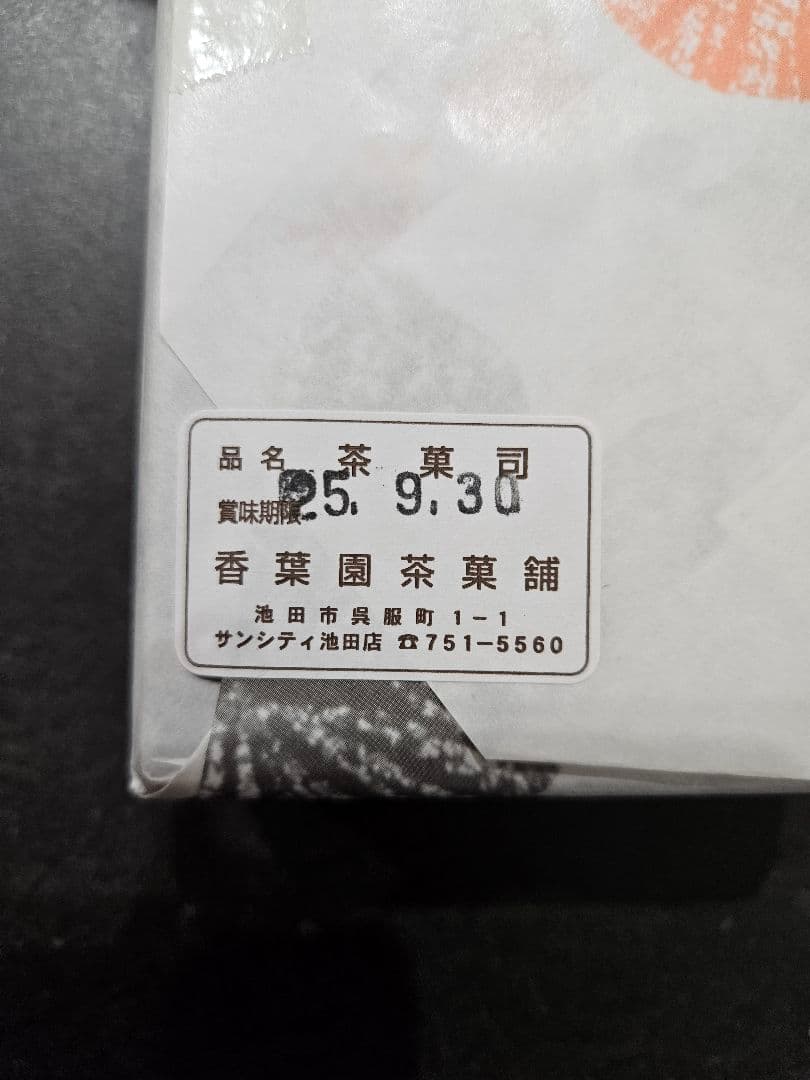 品名 茶菓司
賞味期限 25. 9.30
香葉園茶菓舗
池田市呉服町1-1
サンシティ池田店 ☎751-5560